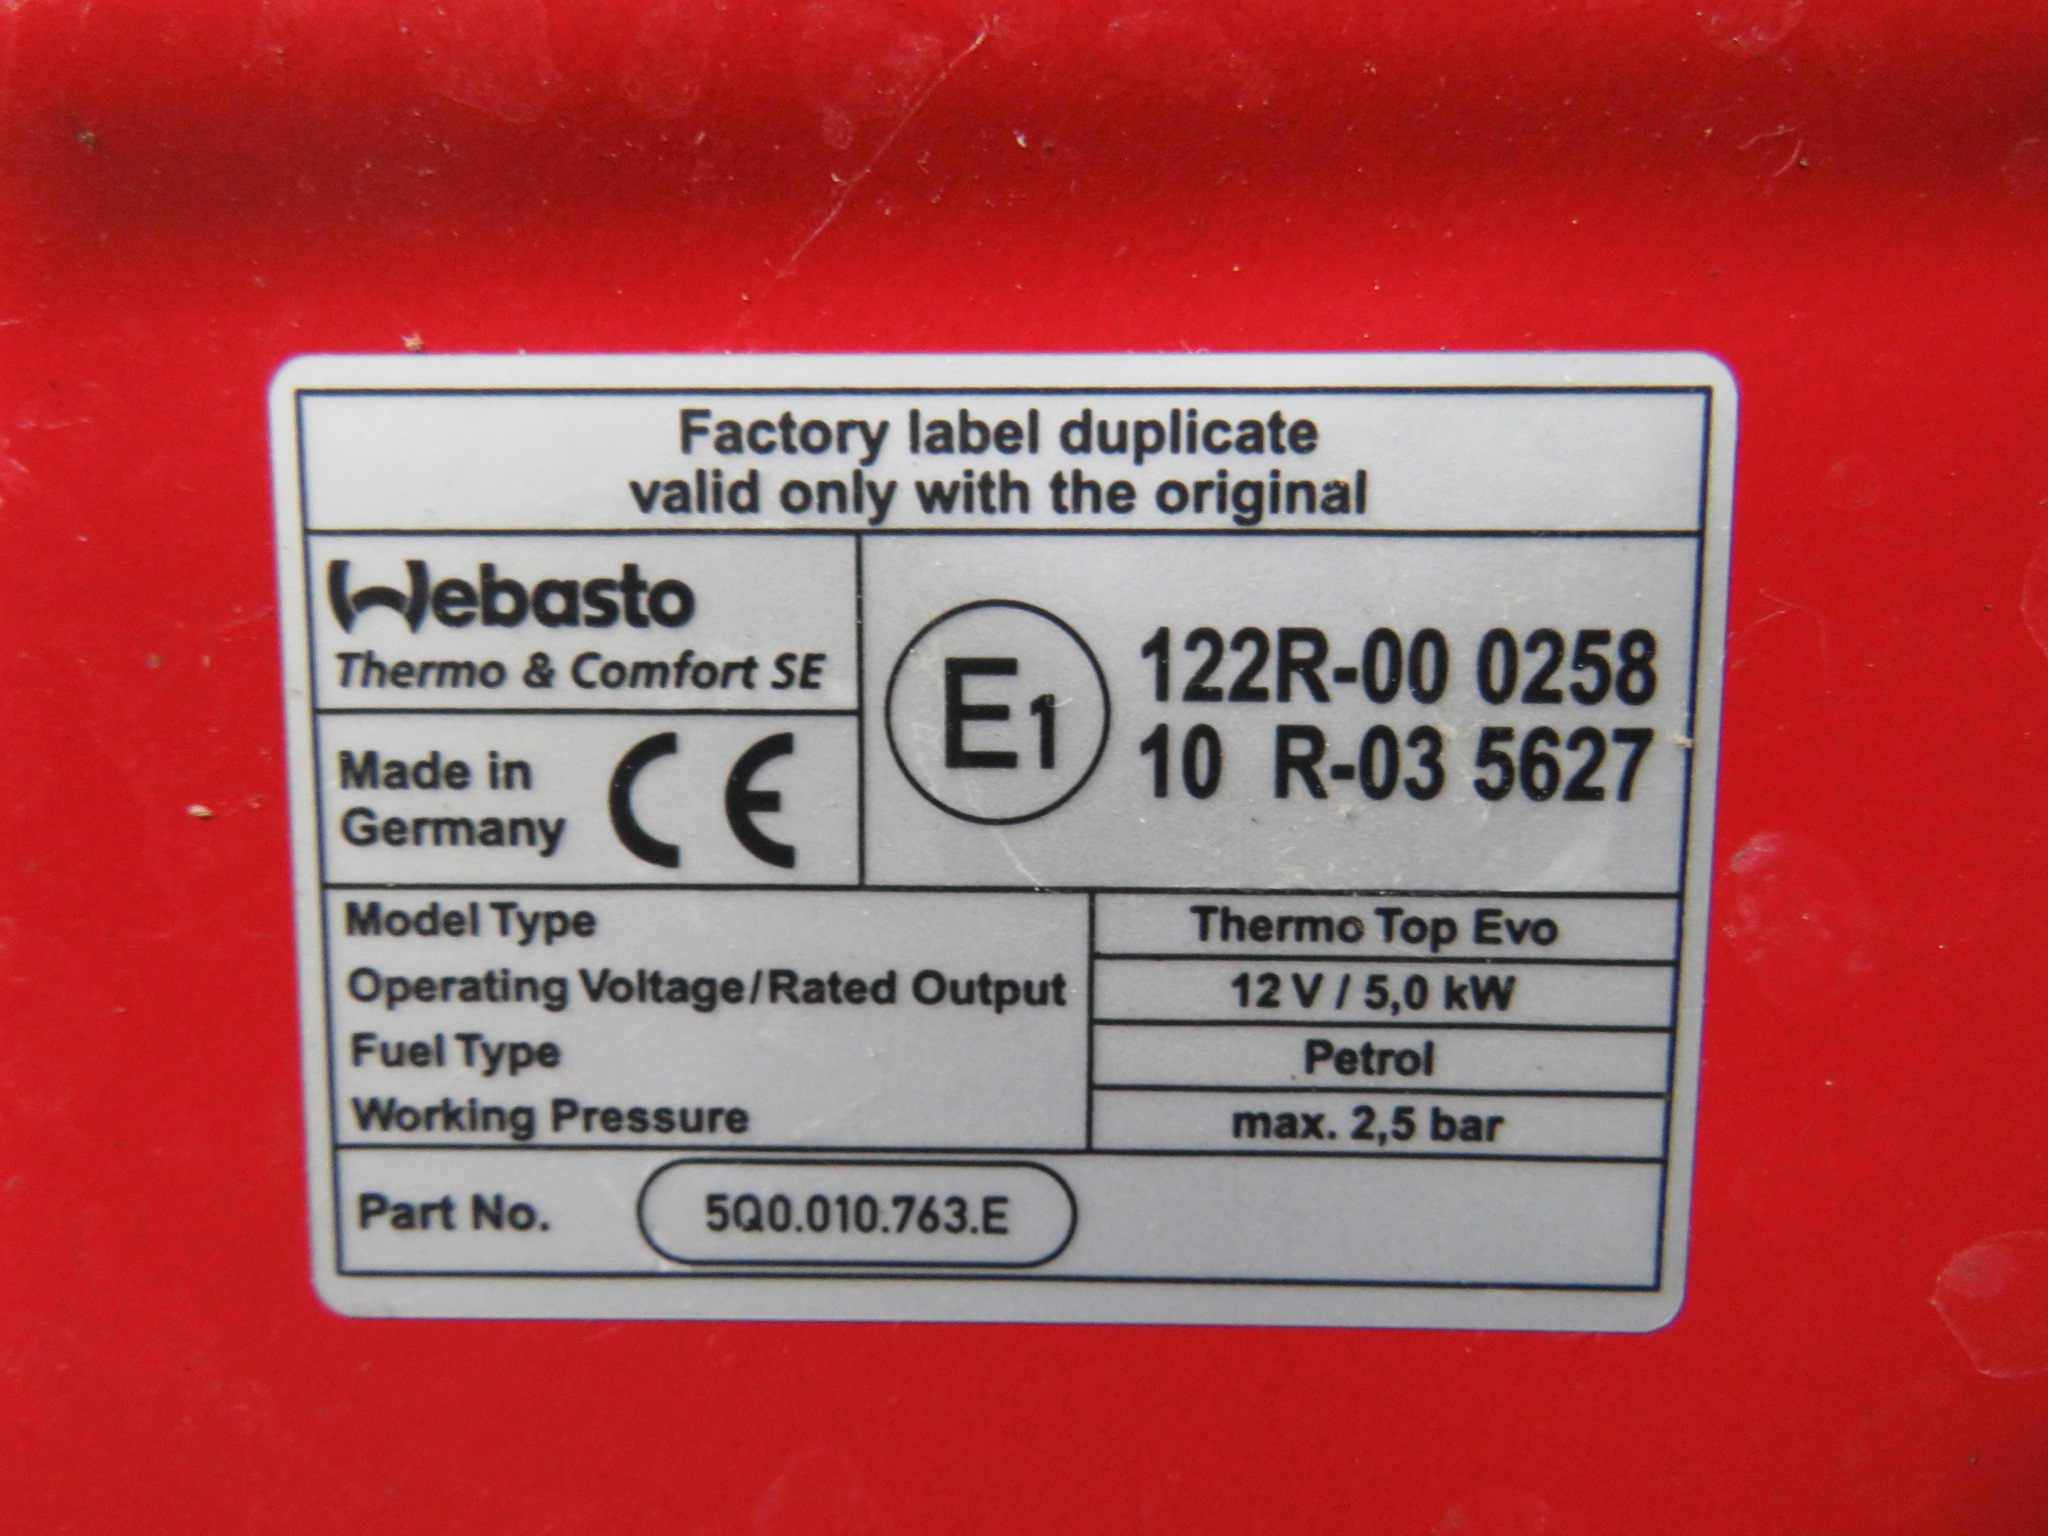 Factory label duplicate
valid only with the original
Webasto
Thermo & Comfort SE
Made in
Germany
CE
E1
122R-00 0258
10 R-03 5627
Model Type Thermo Top Evo
Operating Voltage/Rated Output 12 V / 5,0 kW
Fuel Type Petrol
Working Pressure max. 2,5 bar
Part No. 5Q0.010.763.E